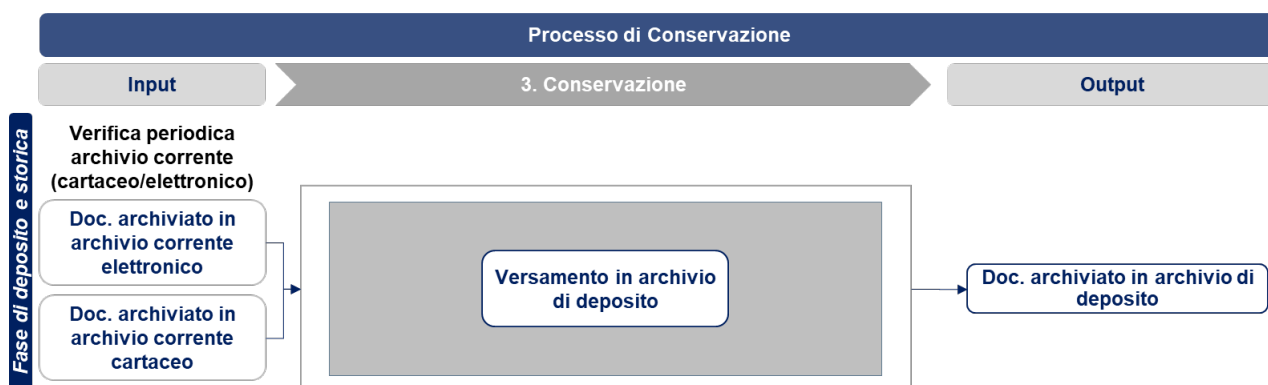 Processo di Conservazione
Input
3. Conservazione
Output
Fase di deposito e storica
Verifica periodica
archivio corrente
(cartaceo/elettronico)
Doc. archiviato in
archivio corrente
elettronico
Doc. archiviato in
archivio corrente
cartaceo
Versamento in archivio
di deposito
Doc. archiviato in archivio di
deposito